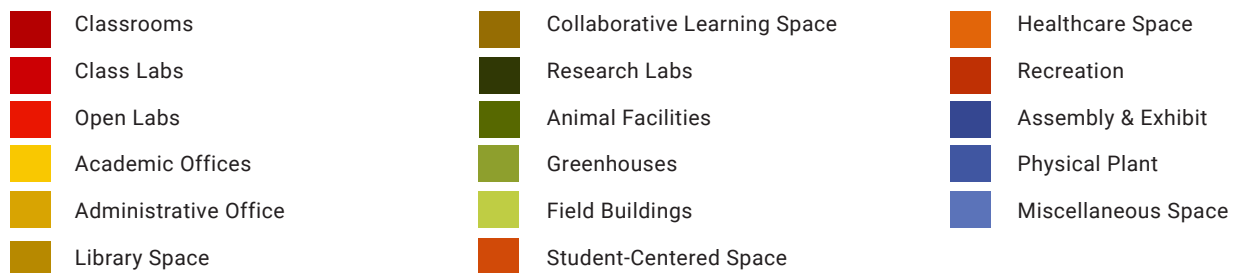 Classrooms
Class Labs
Open Labs
Academic Offices
Administrative Office
Library Space
Collaborative Learning Space
Research Labs
Animal Facilities
Greenhouses
Field Buildings
Student-Centered Space
Healthcare Space
Recreation
Assembly & Exhibit
Physical Plant
Miscellaneous Space